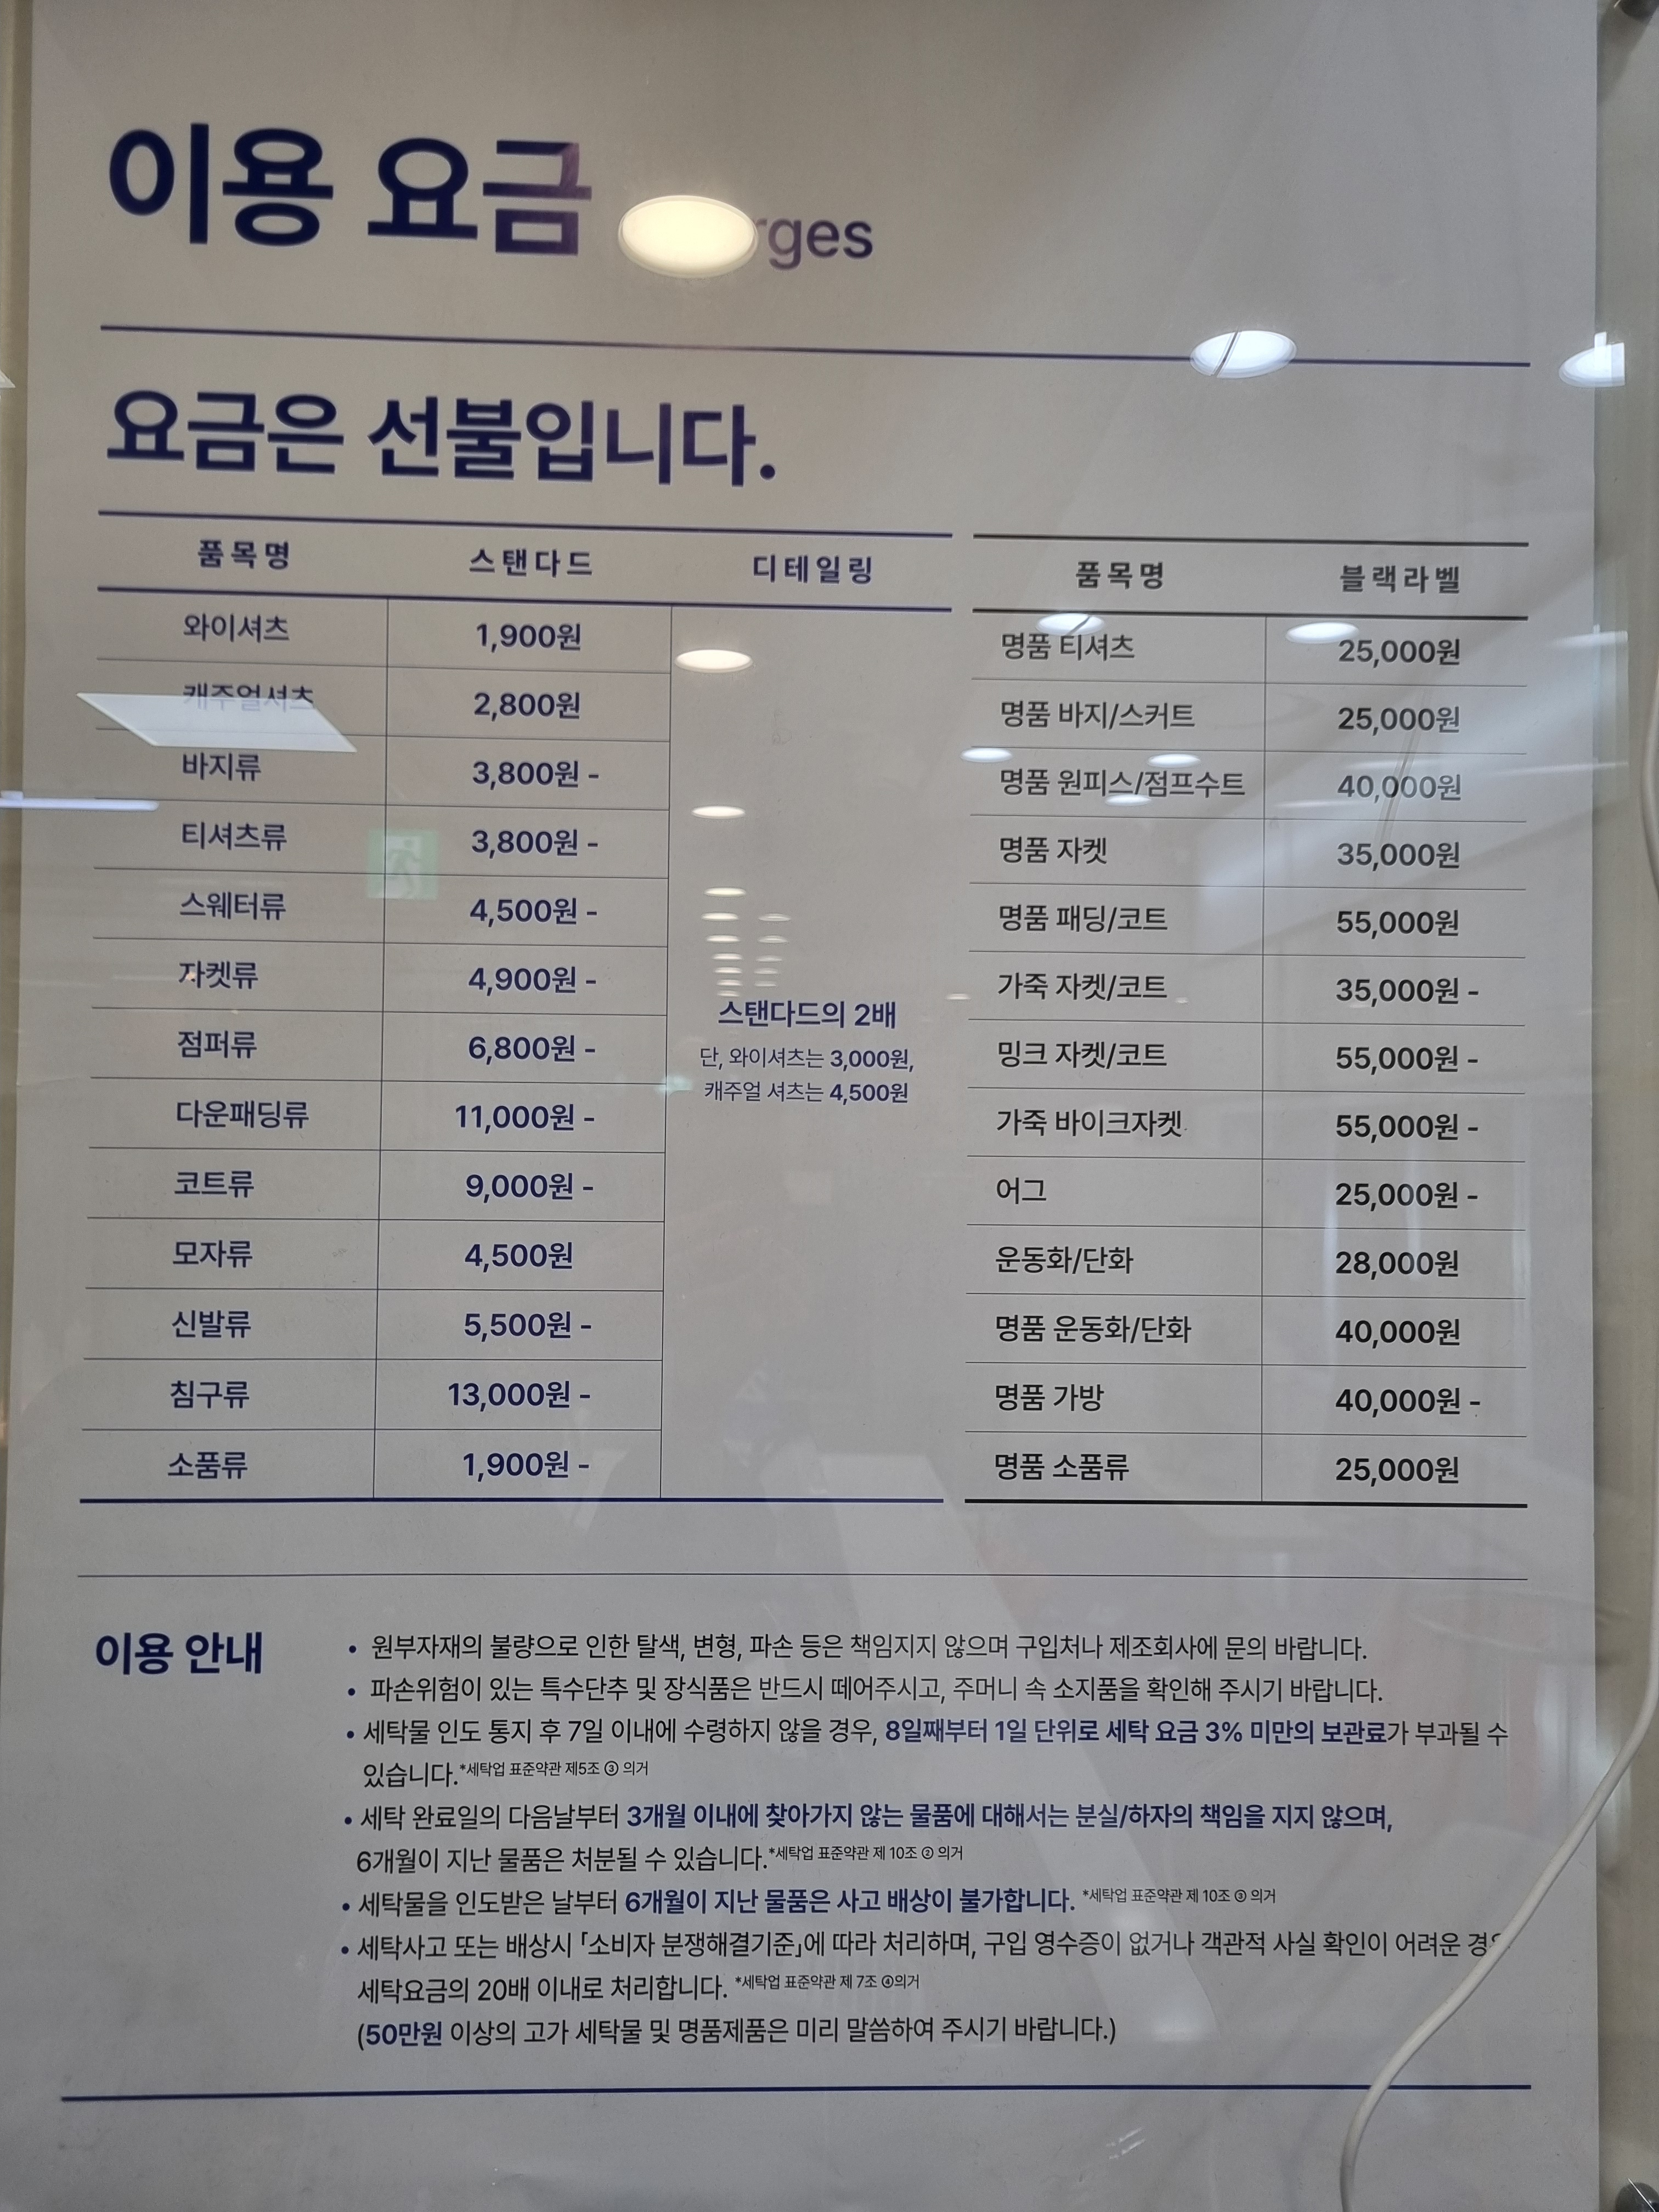 이용 요금 rges
요금은 선불입니다.
품목명 스탠다드 디테일링
와이셔츠 1,900원
캐주얼셔츠 2,800원
바지류 3,800원 -
티셔츠류 3,800원 -
스웨터류 4,500원 -
자켓류 4,900원 -
점퍼류 6,800원 -
다운패딩류 11,000원 -
코트류 9,000원 -
모자류 4,500원
신발류 5,500원 -
침구류 13,000원 -
소품류 1,900원 -
스탠다드의 2배
단, 와이셔츠는 3,000원,
캐주얼 셔츠는 4,500원
품목명 블랙라벨
명품 티셔츠 25,000원
명품 바지/스커트 25,000원
명품 원피스/점프수트 40,000원
명품 자켓 35,000원
명품 패딩/코트 55,000원
가죽 자켓/코트 35,000원 -
밍크 자켓/코트 55,000원 -
가죽 바이크자켓 55,000원 -
어그 25,000원 -
운동화/단화 28,000원
명품 운동화/단화 40,000원
명품 가방 40,000원 -
명품 소품류 25,000원
이용 안내
• 원부자재의 불량으로 인한 탈색, 변형, 파손 등은 책임지지 않으며 구입처나 제조회사에 문의 바랍니다.
• 파손위험이 있는 특수단추 및 장식품은 반드시 떼어주시고, 주머니 속 소지품을 확인해 주시기 바랍니다.
• 세탁물 인도 통지 후 7일 이내에 수령하지 않을 경우, 8일째부터 1일 단위로 세탁 요금 3% 미만의 보관료가 부과될 수
있습니다.*세탁업 표준약관 제5조 ③ 의거
• 세탁 완료일의 다음날부터 3개월 이내에 찾아가지 않는 물품에 대해서는 분실/하자의 책임을 지지 않으며,
6개월이 지난 물품은 처분될 수 있습니다.*세탁업 표준약관 제 10조 ② 의거
• 세탁물을 인도받은 날부터 6개월이 지난 물품은 사고 배상이 불가합니다. *세탁업 표준약관 제 10조 ③ 의거
• 세탁사고 또는 배상시 「소비자 분쟁해결기준」에 따라 처리하며, 구입 영수증이 없거나 객관적 사실 확인이 어려운 경우
세탁요금의 20배 이내로 처리합니다. *세탁업 표준약관 제 7조 ④의거
(50만원 이상의 고가 세탁물 및 명품제품은 미리 말씀하여 주시기 바랍니다.)